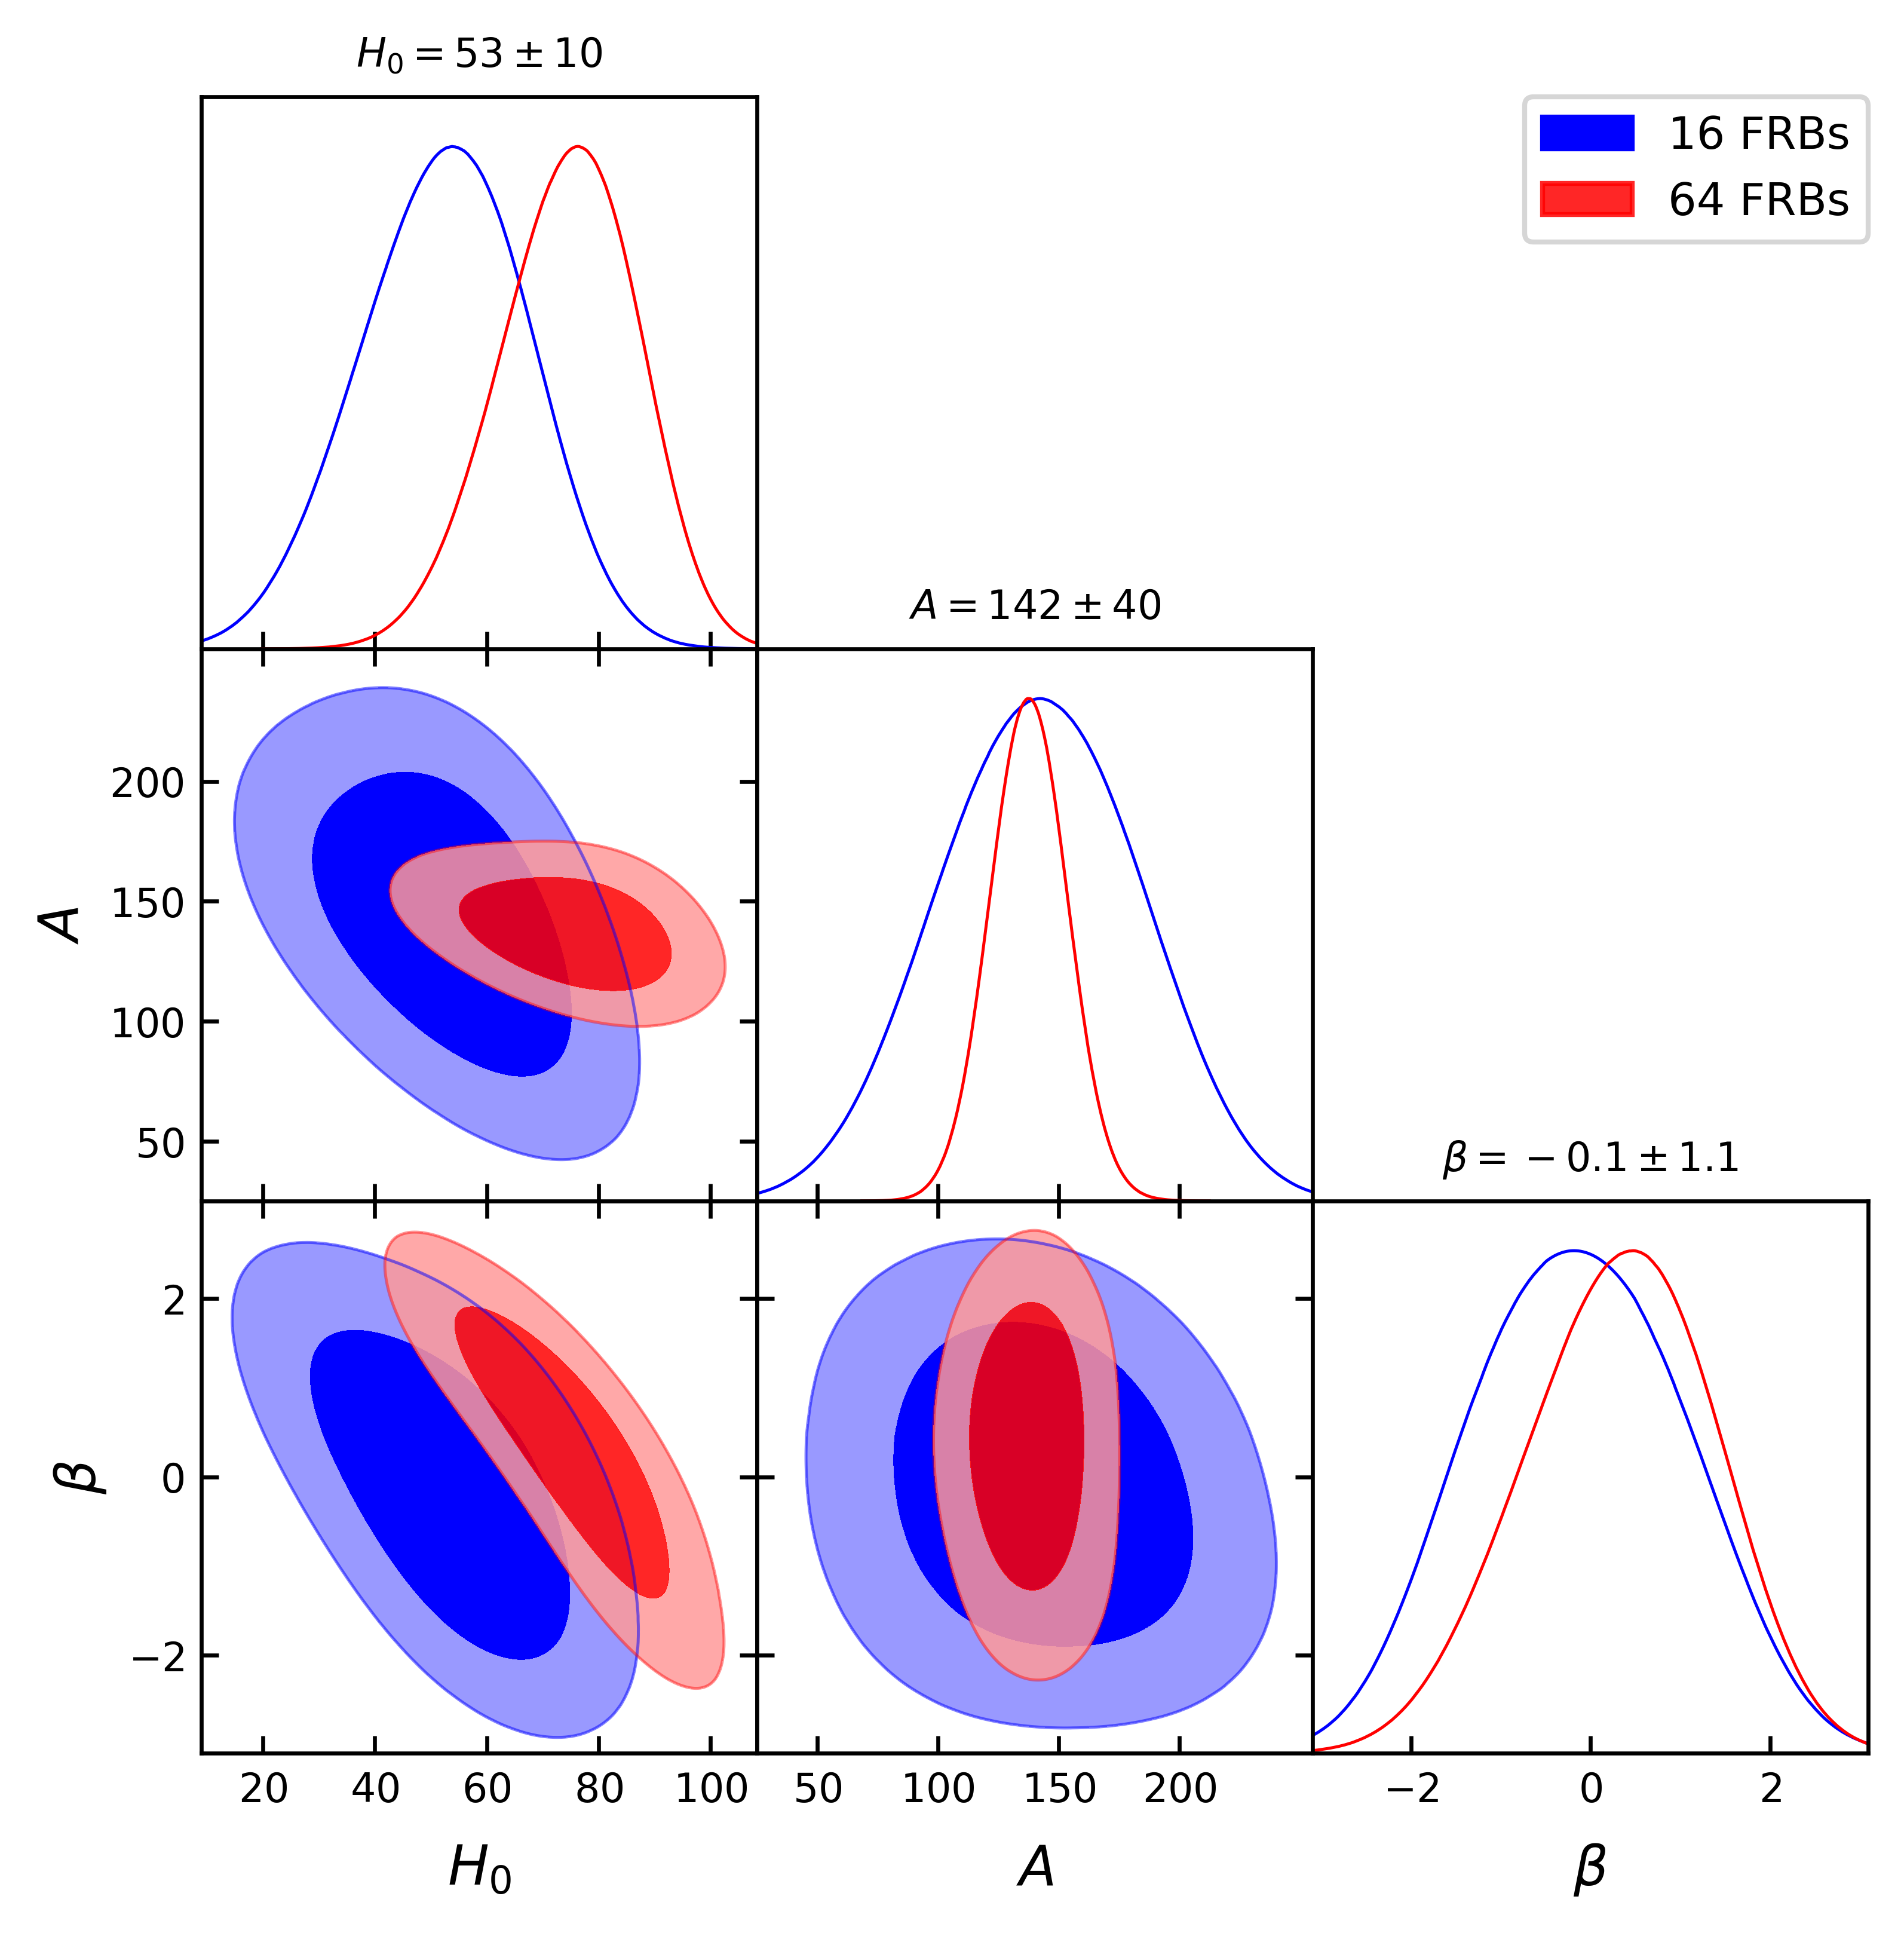 H₀ = 53 ± 10
16 FRBs
64 FRBs
A = 142 ± 40
200
150
100
50
A
β = −0.1 ± 1.1
2
0
−2
β
20 40 60 80 100 50 100 150 200 −2 0 2
H₀ A β